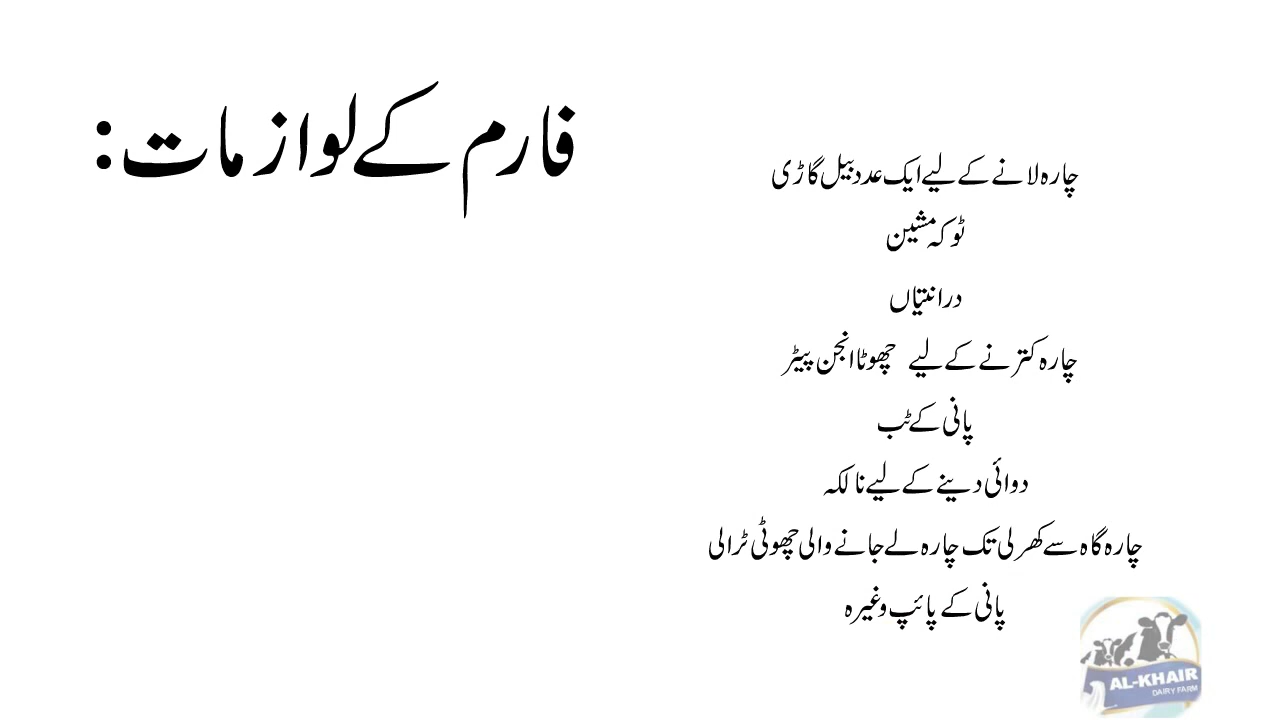 فارم کے لوازمات:
چارہ لانے کے لیے ایک عدد بیل گاڑی
ٹوکہ مشین
درانتیاں
چارہ کترنے کے لیے چھوٹا انجن پیٹر
پانی کے ٹب
دوائی دینے کے لیے نالکہ
چارہ گاہ سے کھرلی تک چارہ لے جانے والی چھوٹی ٹرالی
پانی کے پائپ وغیرہ
AL-KHAIR
DAIRY FARM